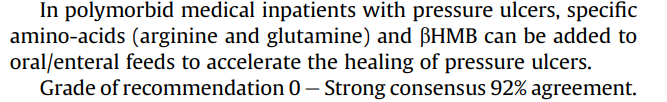 In polymorbid medical inpatients with pressure ulcers, specific
amino-acids (arginine and glutamine) and βHMB can be added to
oral/enteral feeds to accelerate the healing of pressure ulcers.
Grade of recommendation 0 – Strong consensus 92% agreement.